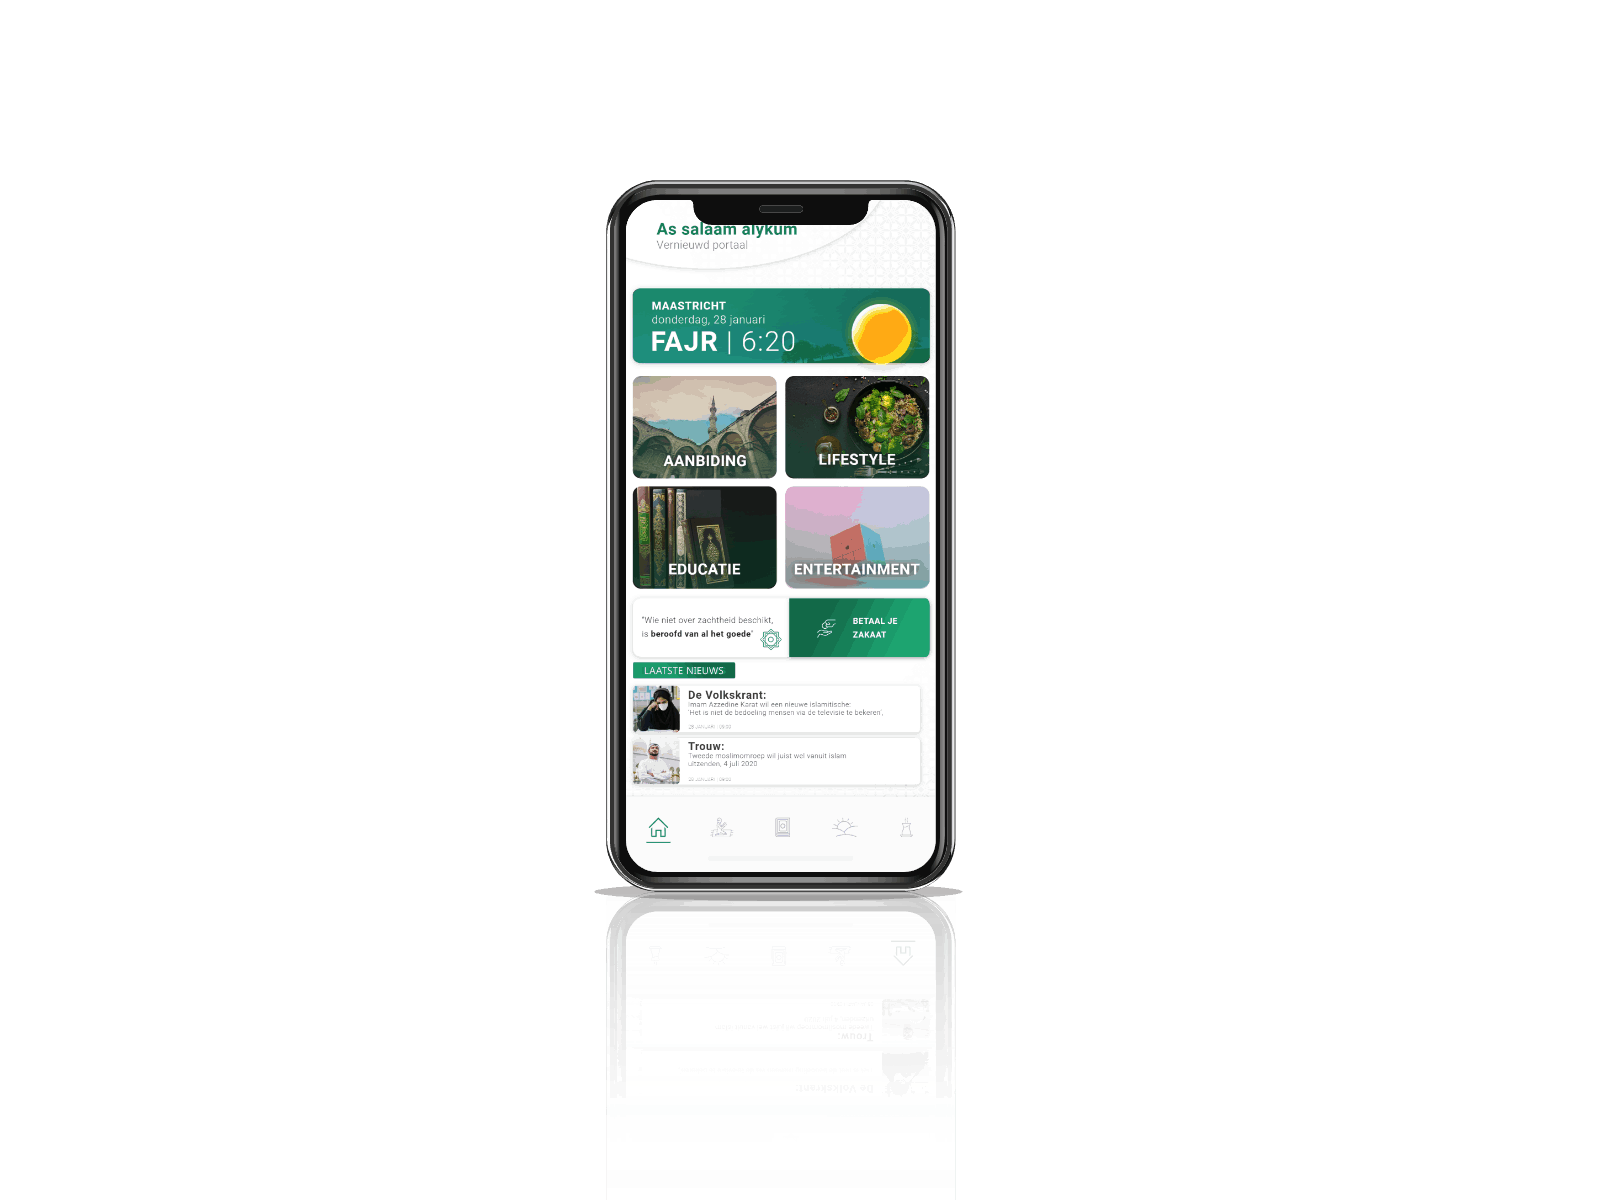 As salaam alykum
Vernieuwd portaal
MAASTRICHT
donderdag, 28 januari
FAJR | 6:20
AANBIDING
LIFESTYLE
EDUCATIE
ENTERTAINMENT
"Wie niet over zachtheid beschikt,
is beroofd van al het goede"
BETAAL JE
ZAKAAT
LAATSTE NIEUWS
De Volkskrant:
Imam Azzedine Karat wil een nieuwe islamitische:
'Het is niet de bedoeling mensen via de televisie te bekeren',
Trouw:
Tweede moslimomroep wil juist wel vanuit islam
uitzenden, 4 juli 2020